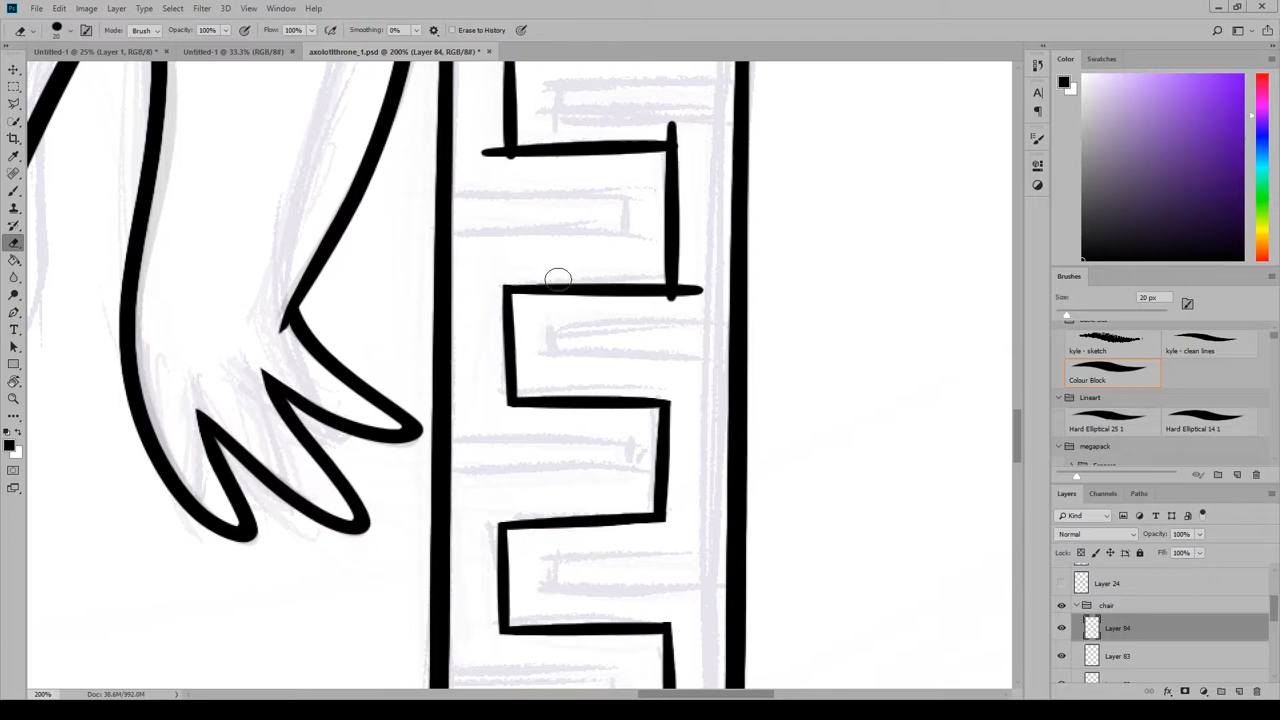 File Edit Image Layer Type Select Filter 3D View Window Help
20 Mode: Brush Opacity: 100% Flow: 100% Smoothing: 0% Erase to History
Untitled-1 @ 25% (Layer 1, RGB/8) * × Untitled-1 @ 33.3% (RGB/8#) × axolotlthrone_1.psd @ 200% (Layer 84, RGB/8#) * ×
Color Swatches
Brushes
Size: 20 px
kyle - sketch kyle - clean lines
Colour Block
Lineart
Hard Elliptical 25 1 Hard Elliptical 14 1
megapack
Layers Channels Paths
Kind
Normal Opacity: 100%
Lock: Fill: 100%
Layer 24
chair
Layer 84
Layer 83
200% Doc: 38.6M/992.0M